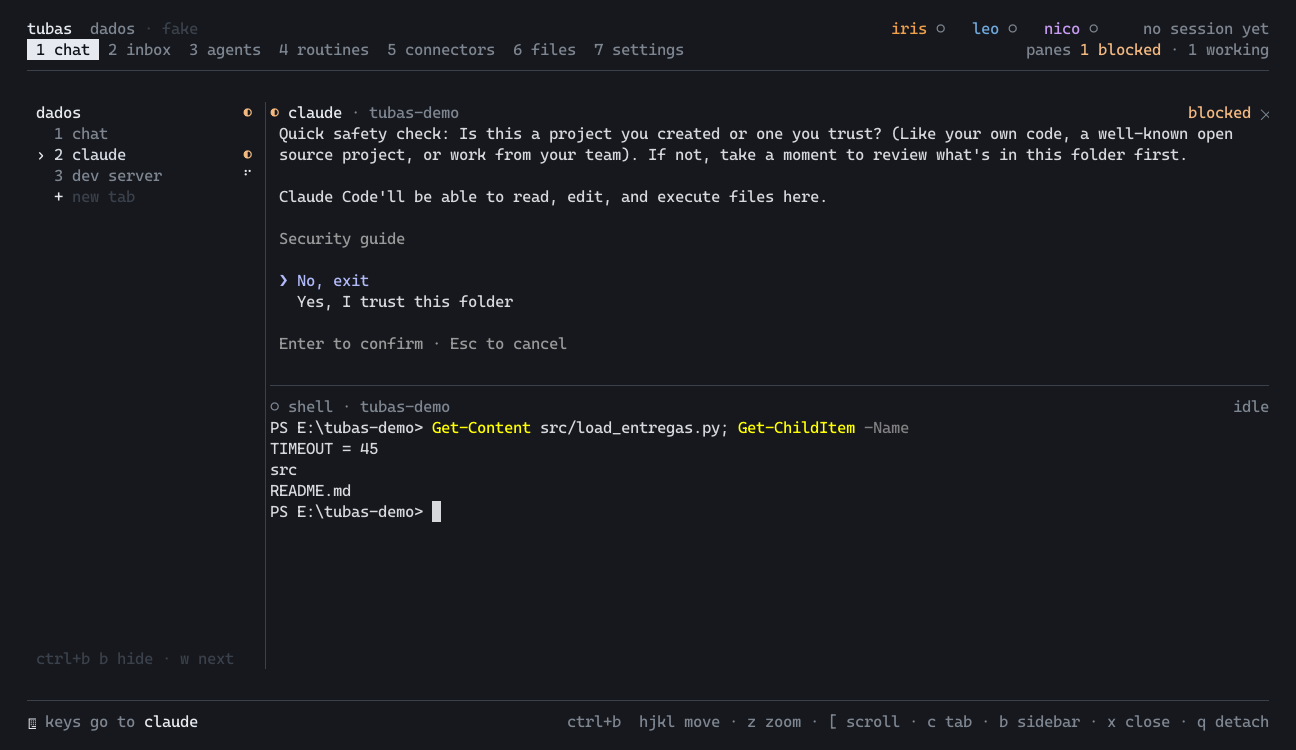 tubas dados · fake iris ○ leo ○ nico ○ no session yet
1 chat 2 inbox 3 agents 4 routines 5 connectors 6 files 7 settings panes 1 blocked · 1 working
dados
1 chat
› 2 claude
3 dev server
+ new tab
ctrl+b b hide · w next
claude · tubas-demo blocked ×
Quick safety check: Is this a project you created or one you trust? (Like your own code, a well-known open
source project, or work from your team). If not, take a moment to review what's in this folder first.
Claude Code'll be able to read, edit, and execute files here.
Security guide
❯ No, exit
Yes, I trust this folder
Enter to confirm · Esc to cancel
○ shell · tubas-demo idle
PS E:\tubas-demo> Get-Content src/load_entregas.py; Get-ChildItem -Name
TIMEOUT = 45
src
README.md
PS E:\tubas-demo>
keys go to claude ctrl+b hjkl move · z zoom · [ scroll · c tab · b sidebar · x close · q detach